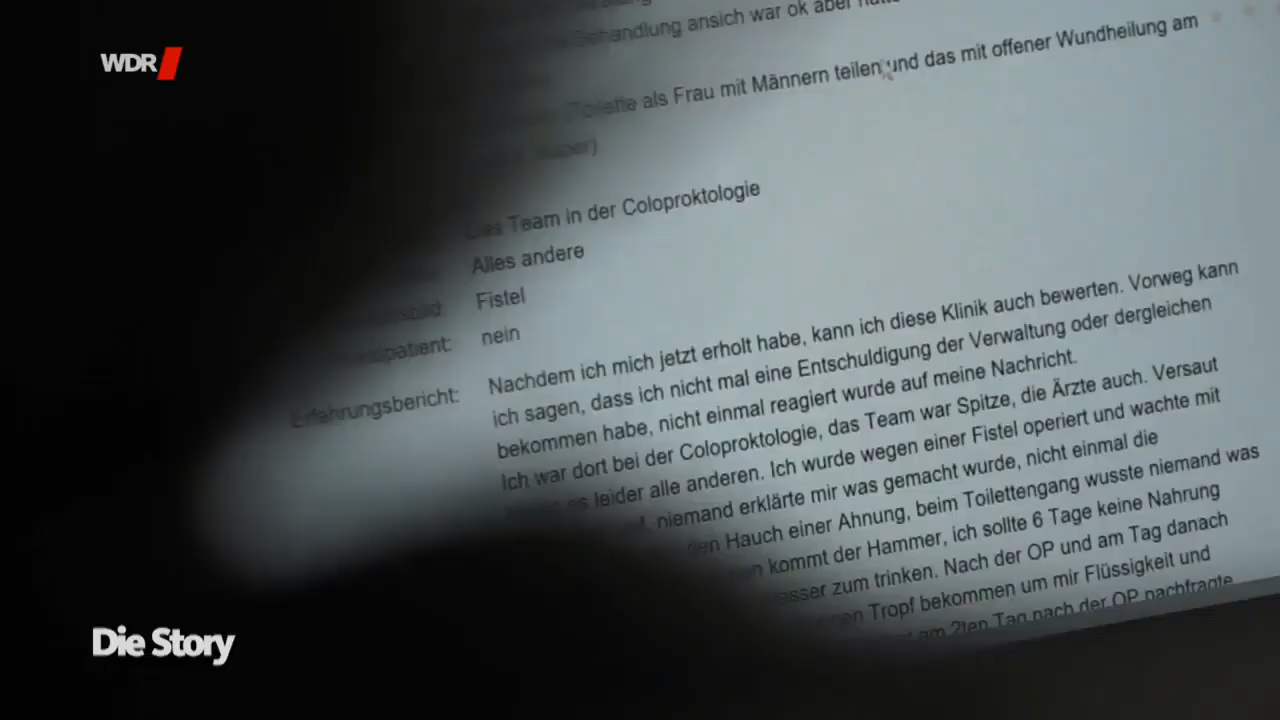 WDR
Behandlung ansich war ok aber
Toilette als Frau mit Männern teilen und das mit offener Wundheilung am
Das Team in der Coloproktologie
Alles andere
Fistel
nein
Erfahrungsbericht: Nachdem ich mich jetzt erholt habe, kann ich diese Klinik auch bewerten. Vorweg kann
ich sagen, dass ich nicht mal eine Entschuldigung der Verwaltung oder dergleichen
bekommen habe, nicht einmal reagiert wurde auf meine Nachricht.
Ich war dort bei der Coloproktologie, das Team war Spitze, die Ärzte auch. Versaut
es leider alle anderen. Ich wurde wegen einer Fistel operiert und wachte mit
niemand erklärte mir was gemacht wurde, nicht einmal die
Hauch einer Ahnung, beim Toilettengang wusste niemand was
kommt der Hammer, ich sollte 6 Tage keine Nahrung
zum trinken. Nach der OP und am Tag danach
Tropf bekommen um mir Flüssigkeit und
am 2ten Tag nach der OP nachfragte
Die Story